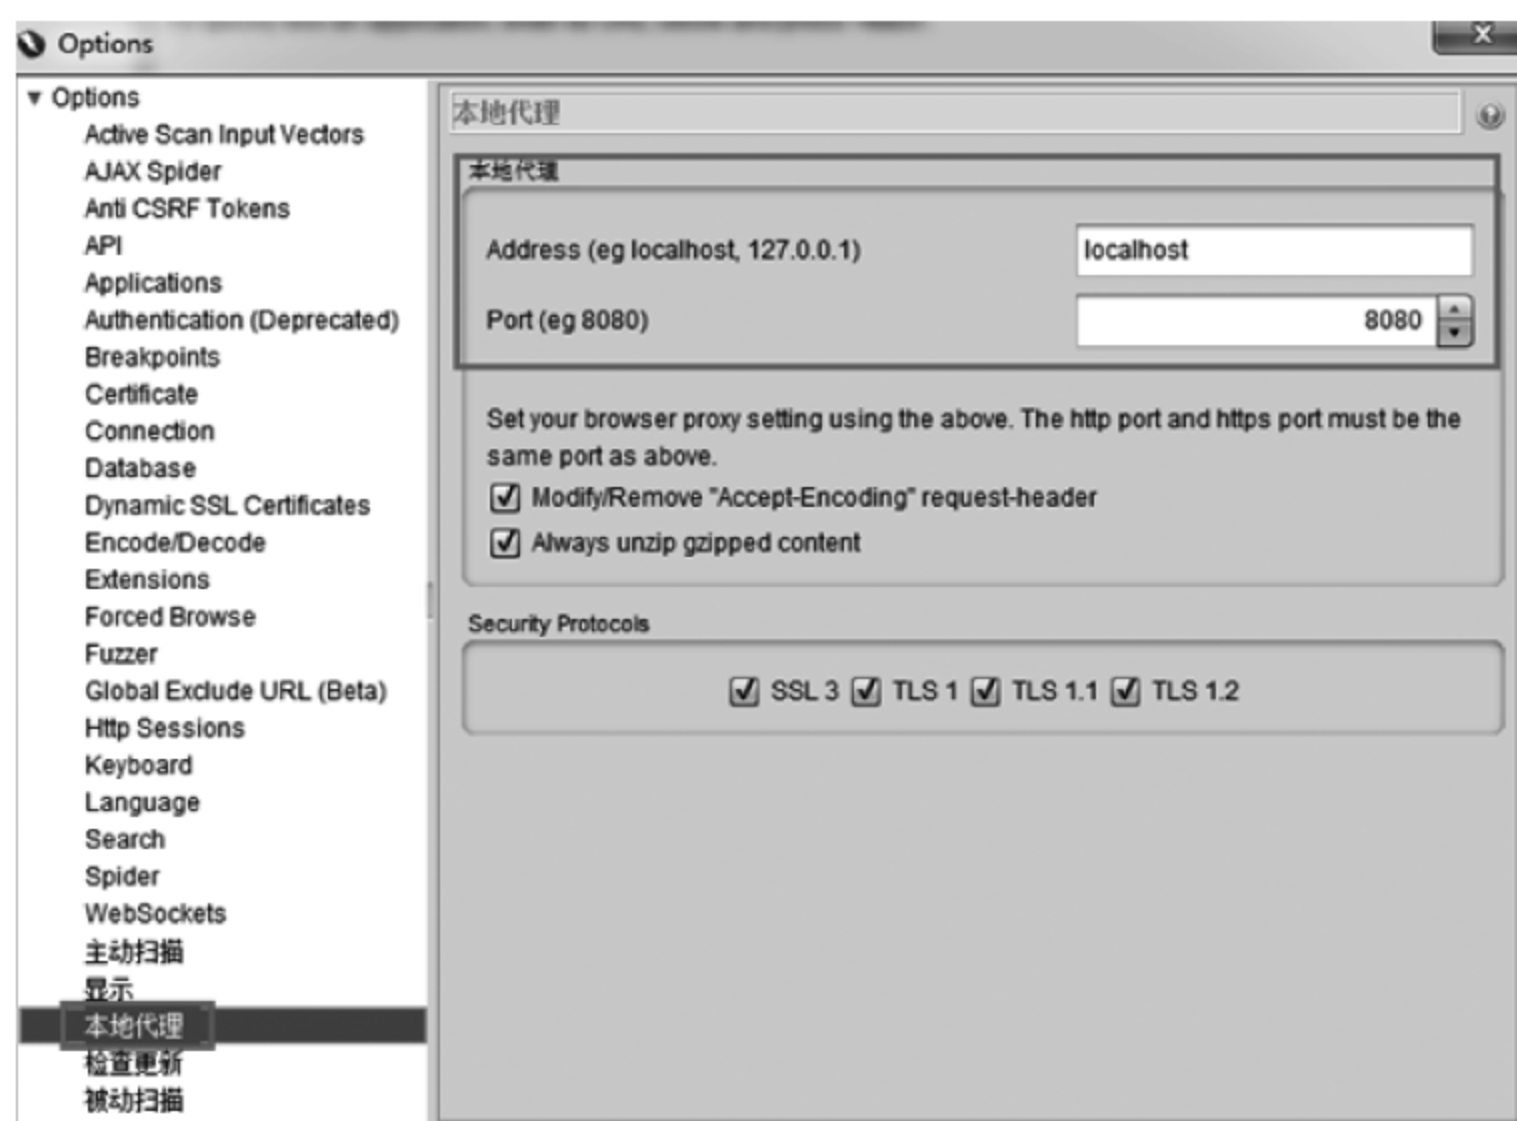 Options
Options
Active Scan Input Vectors
AJAX Spider
Anti CSRF Tokens
API
Applications
Authentication (Deprecated)
Breakpoints
Certificate
Connection
Database
Dynamic SSL Certificates
Encode/Decode
Extensions
Forced Browse
Fuzzer
Global Exclude URL (Beta)
Http Sessions
Keyboard
Language
Search
Spider
WebSockets
主动扫描
显示
本地代理
检查更新
被动扫描
本地代理
本地代理
Address (eg localhost, 127.0.0.1)
localhost
Port (eg 8080)
8080
Set your browser proxy setting using the above. The http port and https port must be the
same port as above.
Modify/Remove "Accept-Encoding" request-header
Always unzip gzipped content
Security Protocols
SSL 3 TLS 1 TLS 1.1 TLS 1.2